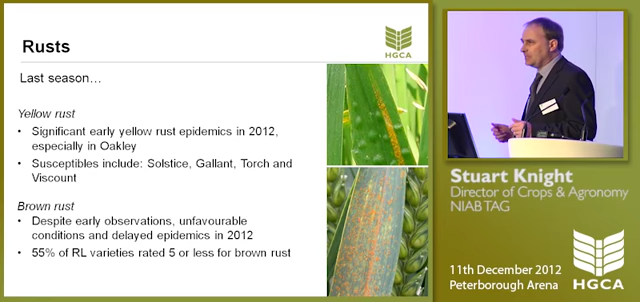 Rusts
HGCA
Last season…
Yellow rust
• Significant early yellow rust epidemics in 2012,
especially in Oakley
• Susceptibles include: Solstice, Gallant, Torch and
Viscount
Brown rust
• Despite early observations, unfavourable
conditions and delayed epidemics in 2012
• 55% of RL varieties rated 5 or less for brown rust
Stuart Knight
Director of Crops & Agronomy
NIAB TAG
11th December 2012
Peterborough Arena
HGCA